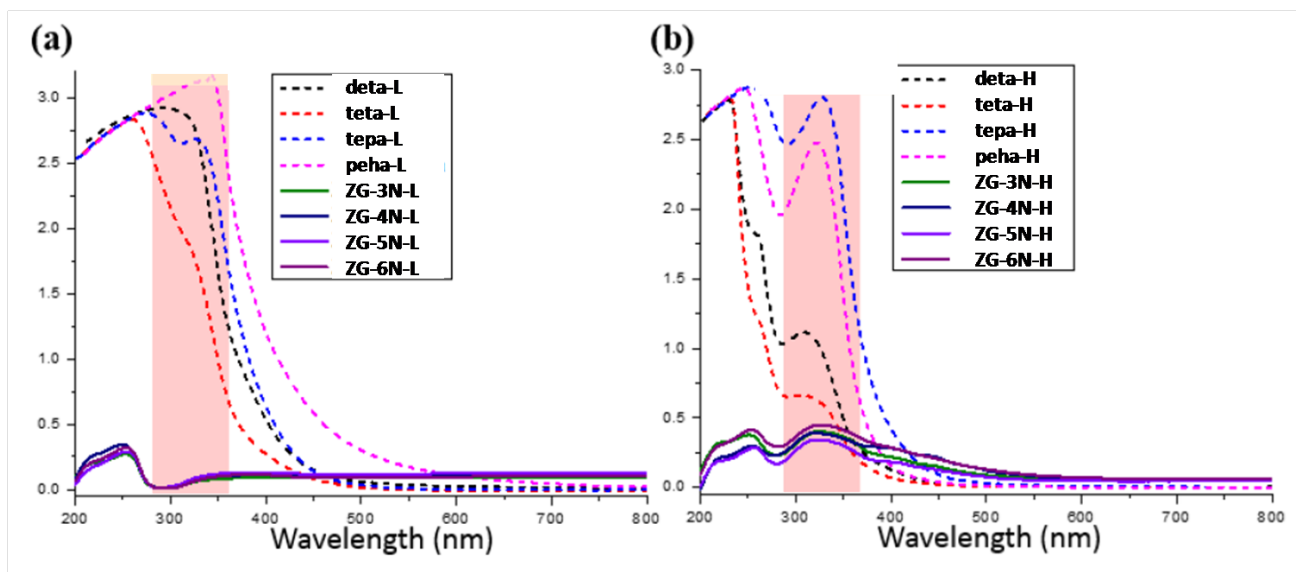 (a)
3.0
2.5
2.0
1.5
1.0
0.5
0.0
200
300
400
500
600
700
800
Wavelength (nm)
deta-L
teta-L
tepa-L
peha-L
ZG-3N-L
ZG-4N-L
ZG-5N-L
ZG-6N-L
(b)
3.0
2.5
2.0
1.5
1.0
0.5
0.0
200
300
400
500
600
700
800
Wavelength (nm)
deta-H
teta-H
tepa-H
peha-H
ZG-3N-H
ZG-4N-H
ZG-5N-H
ZG-6N-H